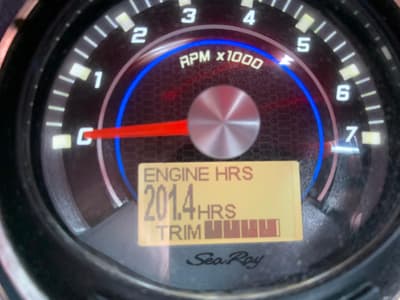 0
1
2
3
4
5
6
7
RPM x1000
ENGINE HRS
201.4 HRS
TRIM
Sea Ray